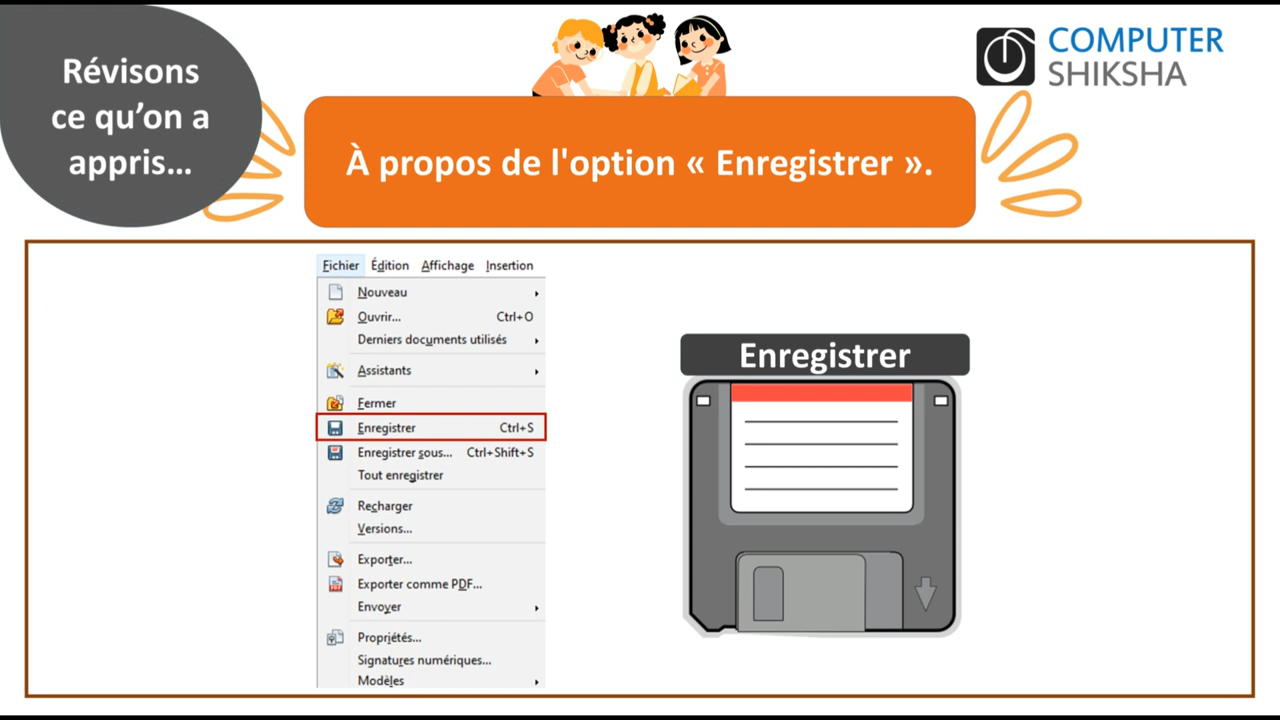 Révisons
ce qu’on a
appris...
COMPUTER
SHIKSHA
À propos de l'option « Enregistrer ».
Fichier Édition Affichage Insertion
Nouveau
Ouvrir... Ctrl+O
Derniers documents utilisés
Assistants
Fermer
Enregistrer Ctrl+S
Enregistrer sous... Ctrl+Shift+S
Tout enregistrer
Recharger
Versions...
Exporter...
Exporter comme PDF...
Envoyer
Propriétés...
Signatures numériques...
Modèles
Enregistrer